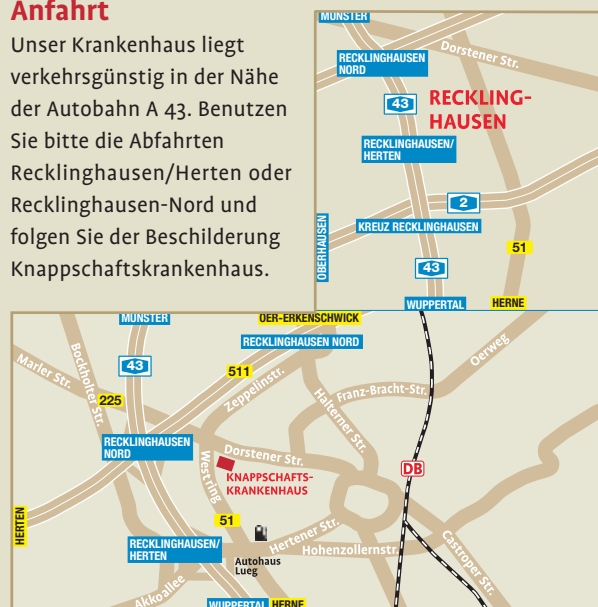 Anfahrt
Unser Krankenhaus liegt
verkehrsgünstig in der Nähe
der Autobahn A 43. Benutzen
Sie bitte die Abfahrten
Recklinghausen/Herten oder
Recklinghausen-Nord und
folgen Sie der Beschilderung
Knappschaftskrankenhaus.
MÜNSTER
Dorstener Str.
RECKLINGHAUSEN
NORD
43
RECKLING-
HAUSEN
RECKLINGHAUSEN/
HERTEN
2
KREUZ RECKLINGHAUSEN
OBERHAUSEN
51
43
WUPPERTAL
HERNE
MÜNSTER
OER-ERKENSCHWICK
RECKLINGHAUSEN NORD
Oerweg
43
Marler Str.
Bockholter Str.
511
Zeppelinstr.
Franz-Bracht-Str.
Halterner Str.
225
RECKLINGHAUSEN
NORD
Westring
Dorstener Str.
KNAPPSCHAFTS-
KRANKENHAUS
DB
HERTEN
51
Hertener Str.
Hohenzollernstr.
Castroper Str.
RECKLINGHAUSEN/
HERTEN
Autohaus
Lueg
Akkoallee
WUPPERTAL
HERNE